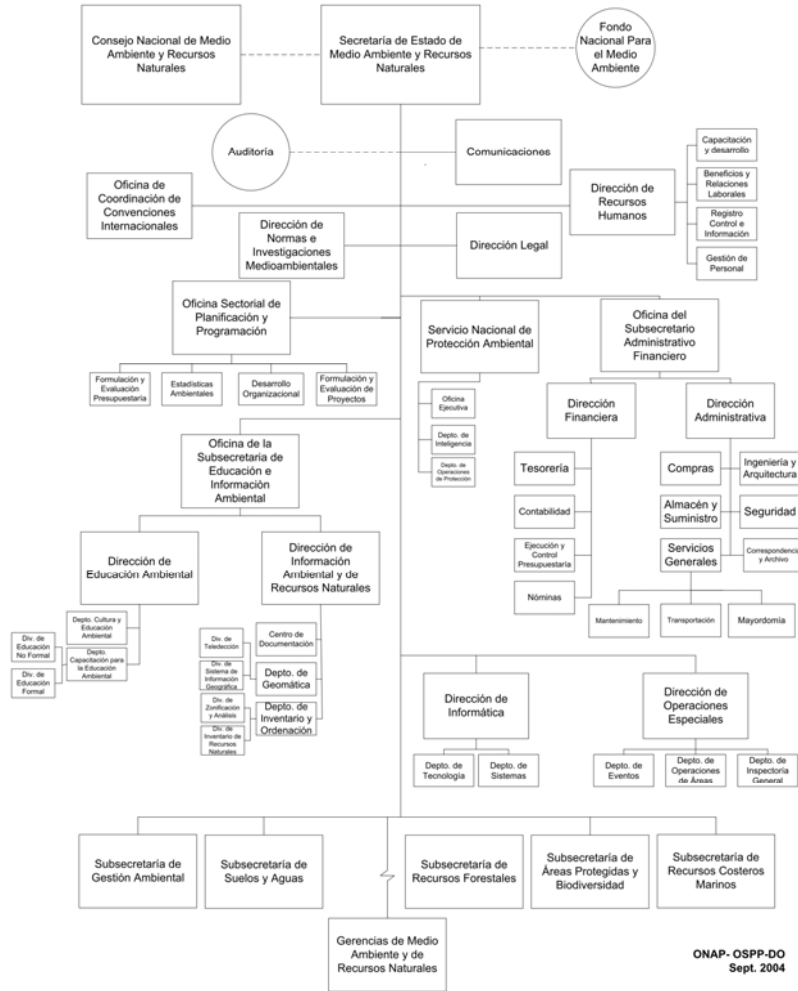 Consejo Nacional de Medio
Ambiente y Recursos
Naturales
Secretaría de Estado de
Medio Ambiente y Recursos
Naturales
Fondo
Nacional Para
el Medio
Ambiente
Auditoría
Comunicaciones
Capacitación
y desarrollo
Beneficios y
Relaciones
Laborales
Registro
Control e
Información
Gestión de
Personal
Oficina de
Coordinación de
Convenciones
Internacionales
Dirección de
Recursos
Humanos
Dirección de
Normas e
Investigaciones
Medioambientales
Dirección Legal
Oficina Sectorial de
Planificación y
Programación
Servicio Nacional de
Protección Ambiental
Oficina del
Subsecretario
Administrativo
Financiero
Formulación y
Evaluación
Presupuestaría
Estadísticas
Ambientales
Desarrollo
Organizacional
Formulación y
Evaluación de
Proyectos
Oficina
Ejecutiva
Depto. de
Inteligencia
Depto. de
Operaciones
de Protección
Dirección
Financiera
Dirección
Administrativa
Tesorería
Contabilidad
Ejecución y
Control
Presupuestaría
Nóminas
Compras
Ingeniería y
Arquitectura
Almacén y
Suministro
Seguridad
Servicios
Generales
Correspondencia
y Archivo
Mantenimiento
Transportación
Mayordomía
Oficina de la
Subsecretaria de
Educación e
Información
Ambiental
Dirección de
Educación Ambiental
Dirección de
Información
Ambiental y de
Recursos Naturales
Depto. Cultura y
Educación
Ambiental
Div. de
Educación
No Formal
Depto.
Capacitación para
la Educación
Ambiental
Div. de
Educación
Formal
Centro de
Documentación
Div. de
Teledección
Div. de
Sistema de
Información
Geográfica
Depto. de
Geomática
Div. de
Zonificación
y Análisis
Depto. de
Inventario y
Ordenación
Div. de
Inventario de
Recursos
Naturales
Dirección de
Informática
Dirección de
Operaciones
Especiales
Depto. de
Tecnología
Depto. de
Sistemas
Depto. de
Eventos
Depto. de
Operaciones
de Áreas
Depto. de
Inspectoría
General
Subsecretaría de
Gestión Ambiental
Subsecretaría de
Suelos y Aguas
Subsecretaría de
Recursos Forestales
Subsecretaría de
Áreas Protegidas y
Biodiversidad
Subsecretaría de
Recursos Costeros
Marinos
Gerencias de Medio
Ambiente y de
Recursos Naturales
ONAP- OSPP-DO
Sept. 2004